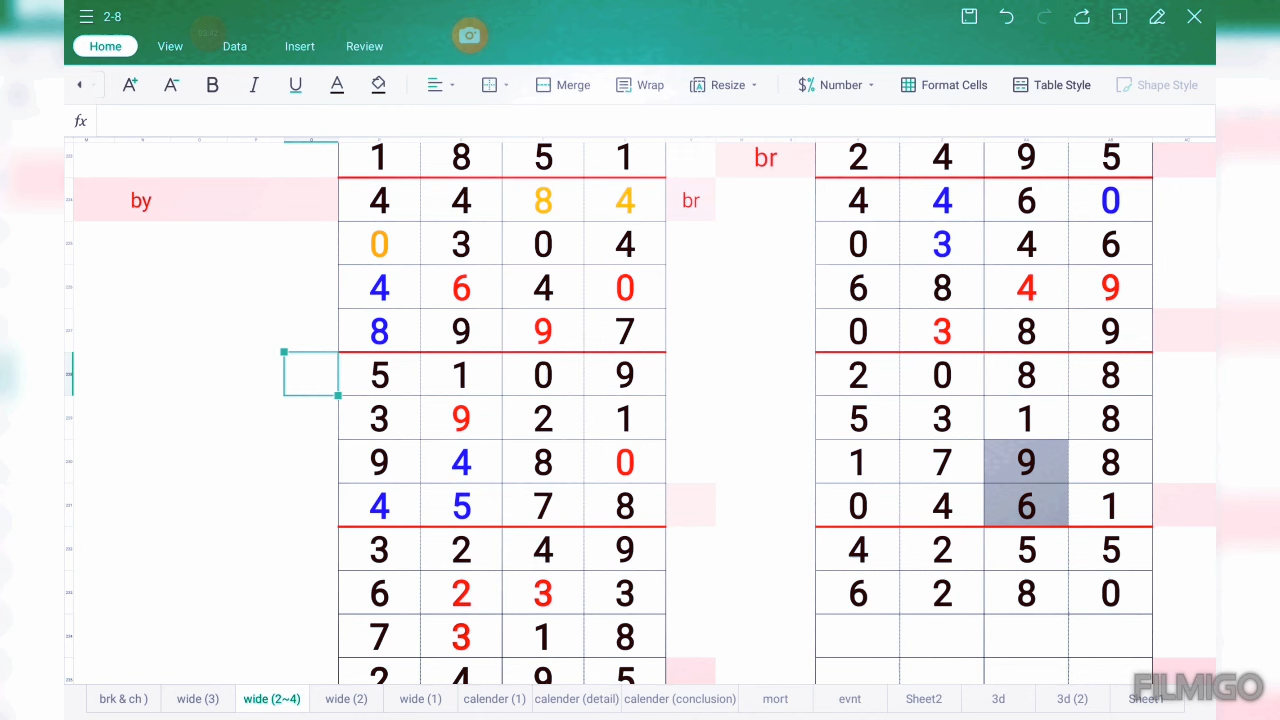 2-8
Home View Data Insert Review
A+ A- B I U A Merge Wrap Resize $% Number Format Cells Table Style Shape Style
fx
1 8 5 1 br 2 4 9 5
by 4 4 8 4 br 4 4 6 0
0 3 0 4 0 3 4 6
4 6 4 0 6 8 4 9
8 9 9 7 0 3 8 9
5 1 0 9 2 0 8 8
3 9 2 1 5 3 1 8
9 4 8 0 1 7 9 8
4 5 7 8 0 4 6 1
3 2 4 9 4 2 5 5
6 2 3 3 6 2 8 0
7 3 1 8
2 4 9 5
brk & ch ) wide (3) wide (2~4) wide (2) wide (1) calender (1) calender (detail) calender (conclusion) mort evnt Sheet2 3d 3d (2) Sheet1
FILMIGO